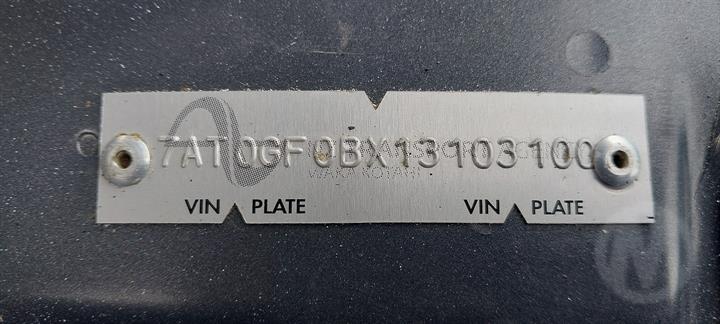 7AT0GF0BX13103100
WAKA KOTAHI
VIN PLATE VIN PLATE